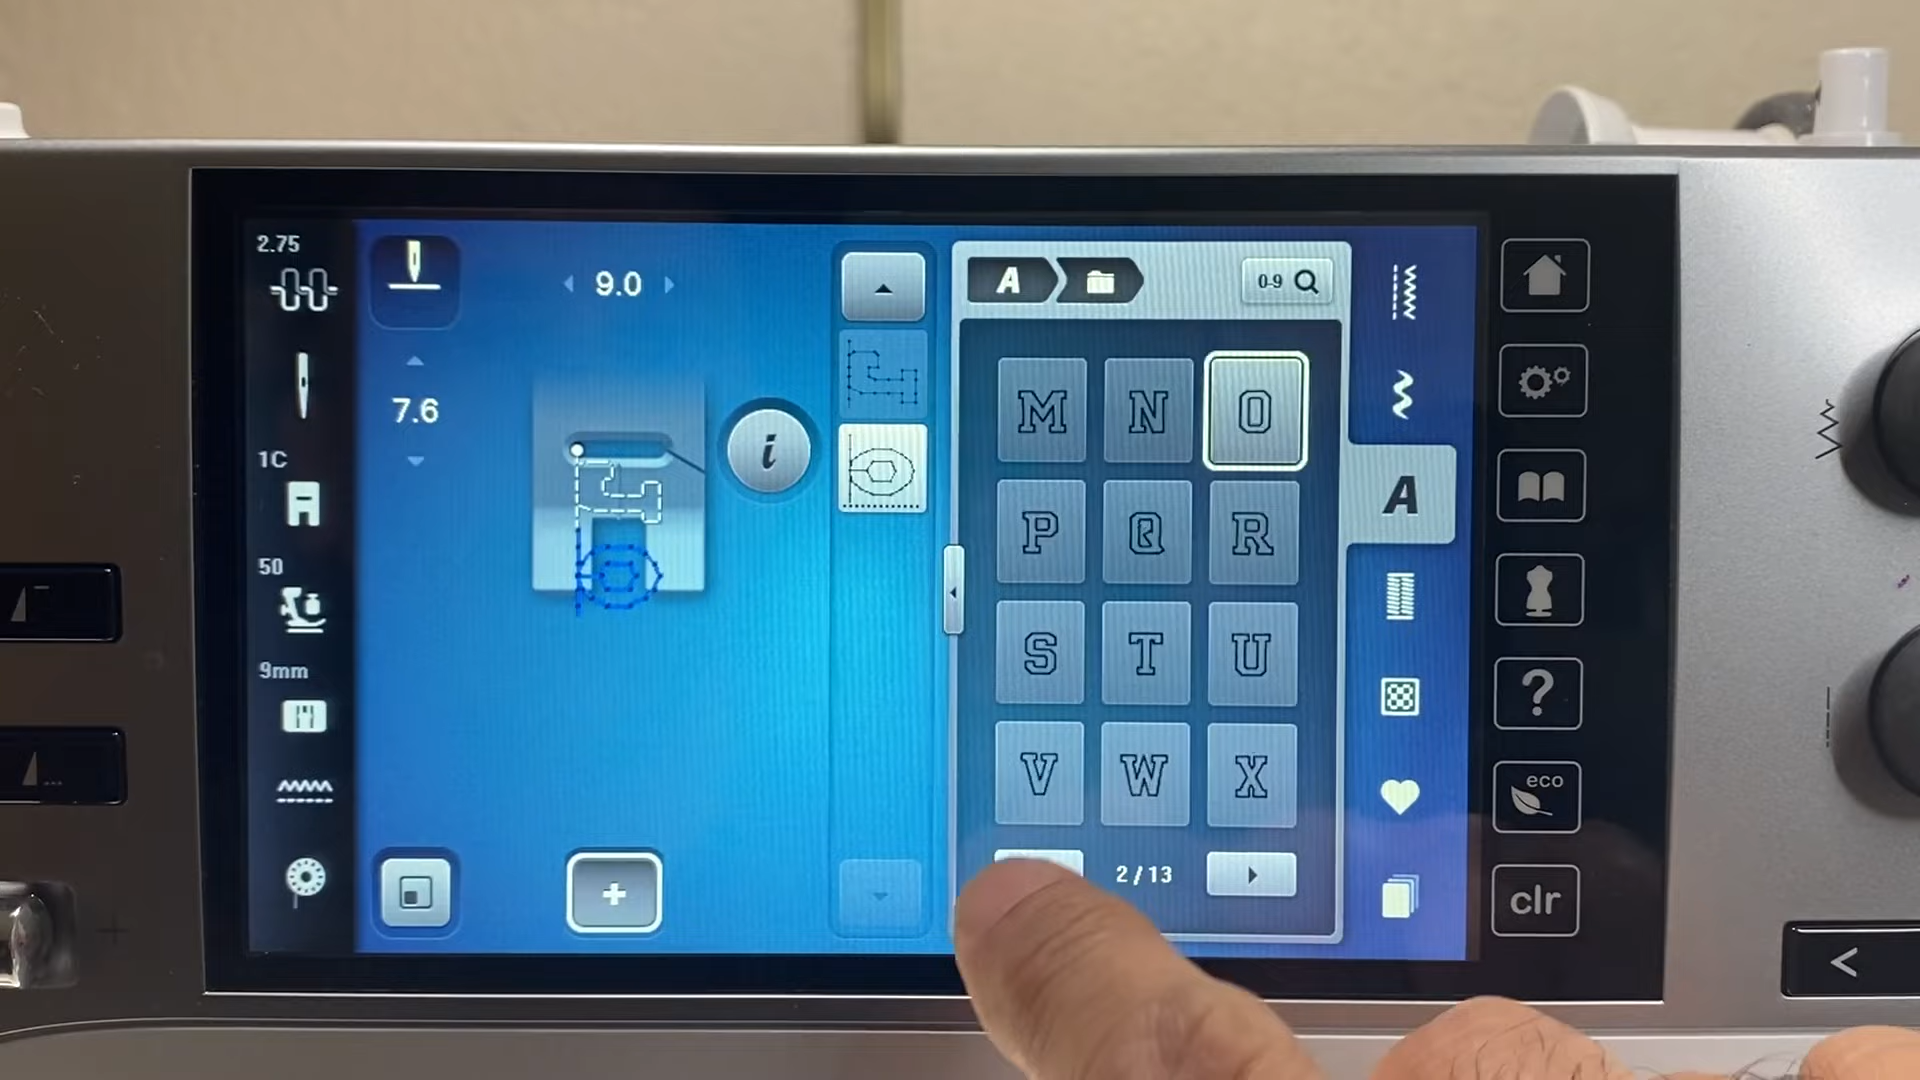 2.75
9.0
7.6
i
1C
50
9mm
A
0-9
M N O
P Q R
S T U
V W X
2/13
A
?
eco
clr